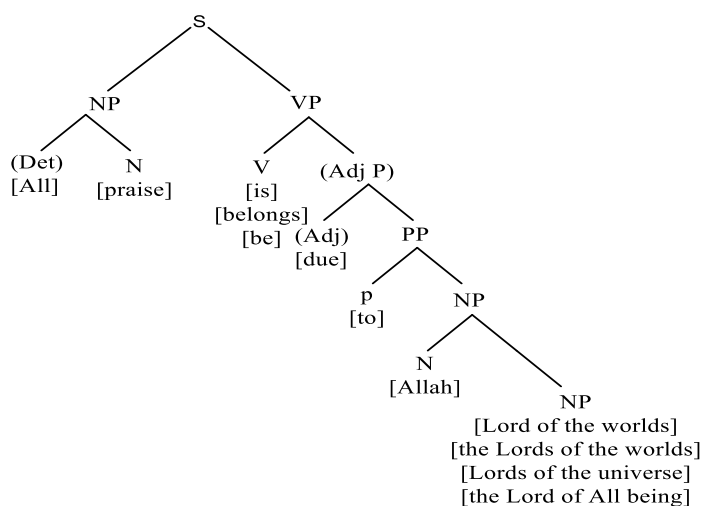 S
NP VP
(Det) N V (Adj P)
[All] [praise] [is]
[belongs]
[be] (Adj) PP
[due]
p NP
[to]
N
[Allah]
NP
[Lord of the worlds]
[the Lords of the worlds]
[Lords of the universe]
[the Lord of All being]